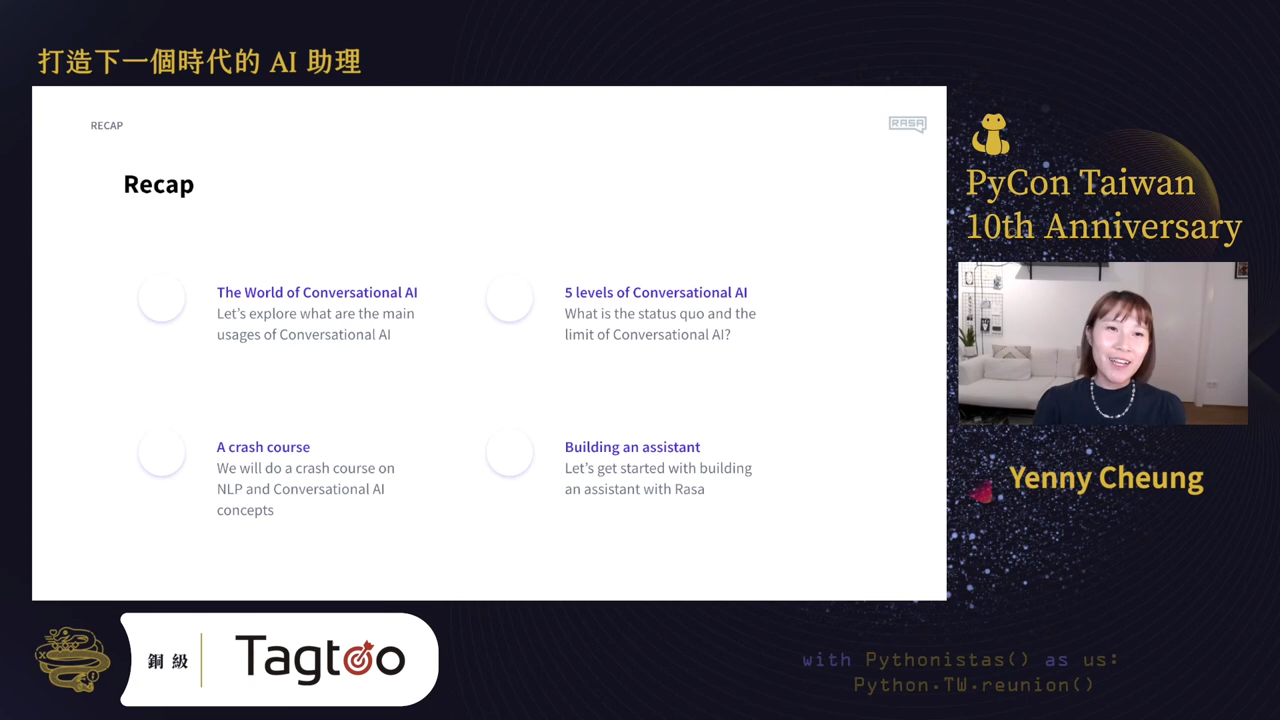 打造下一個時代的 AI 助理
RECAP
RASA
Recap
The World of Conversational AI
Let's explore what are the main
usages of Conversational AI
5 levels of Conversational AI
What is the status quo and the
limit of Conversational AI?
A crash course
We will do a crash course on
NLP and Conversational AI
concepts
Building an assistant
Let's get started with building
an assistant with Rasa
PyCon Taiwan
10th Anniversary
Yenny Cheung
銅級
Tagtoo
with Pythonistas() as us:
Python.TW.reunion()